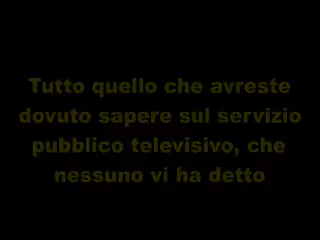 Tutto quello che avreste
dovuto sapere sul servizio
pubblico televisivo, che
nessuno vi ha detto